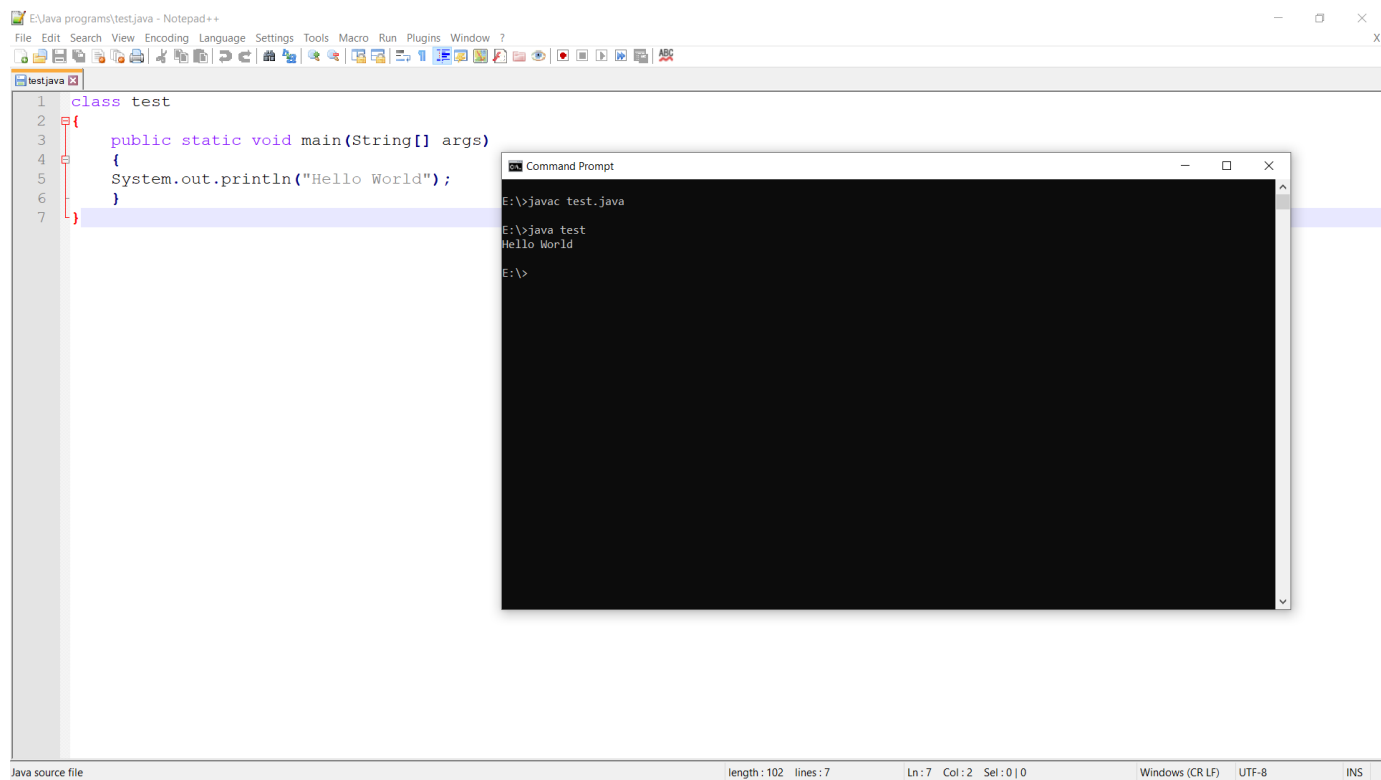 E:\Java programs\test.java - Notepad++
File Edit Search View Encoding Language Settings Tools Macro Run Plugins Window ? X
ABC
test.java
1 class test
2 {
3 public static void main(String[] args)
4 {
5 System.out.println("Hello World");
6 }
7 }
Command Prompt
E:\>javac test.java
E:\>java test
Hello World
E:\>
Java source file length : 102 lines : 7 Ln : 7 Col : 2 Sel : 0 | 0 Windows (CR LF) UTF-8 INS